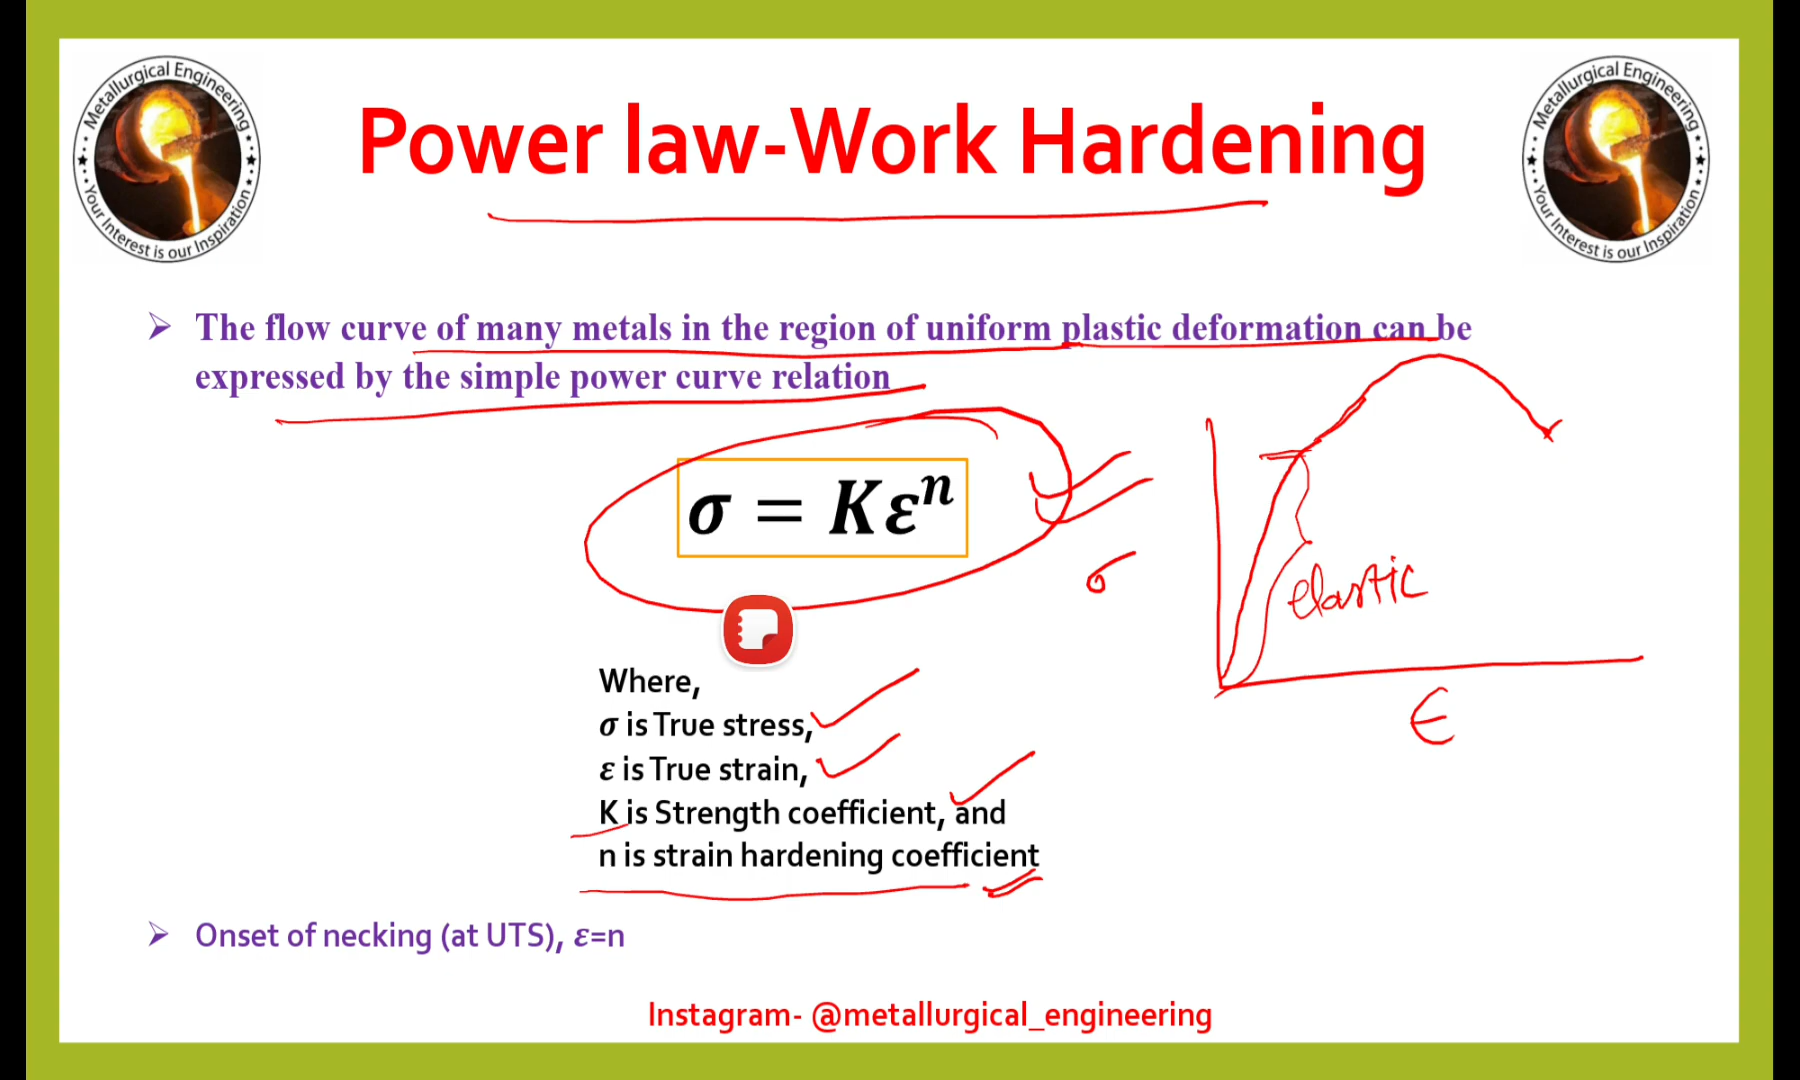 Metallurgical Engineering
Your Interest is our Inspiration
Power law-Work Hardening
Metallurgical Engineering
Your Interest is our Inspiration
➢ The flow curve of many metals in the region of uniform plastic deformation can be
expressed by the simple power curve relation
σ = Kεⁿ
σ
elastic
ϵ
Where,
σ is True stress,
ε is True strain,
K is Strength coefficient, and
n is strain hardening coefficient
➢ Onset of necking (at UTS), ε=n
Instagram- @metallurgical_engineering